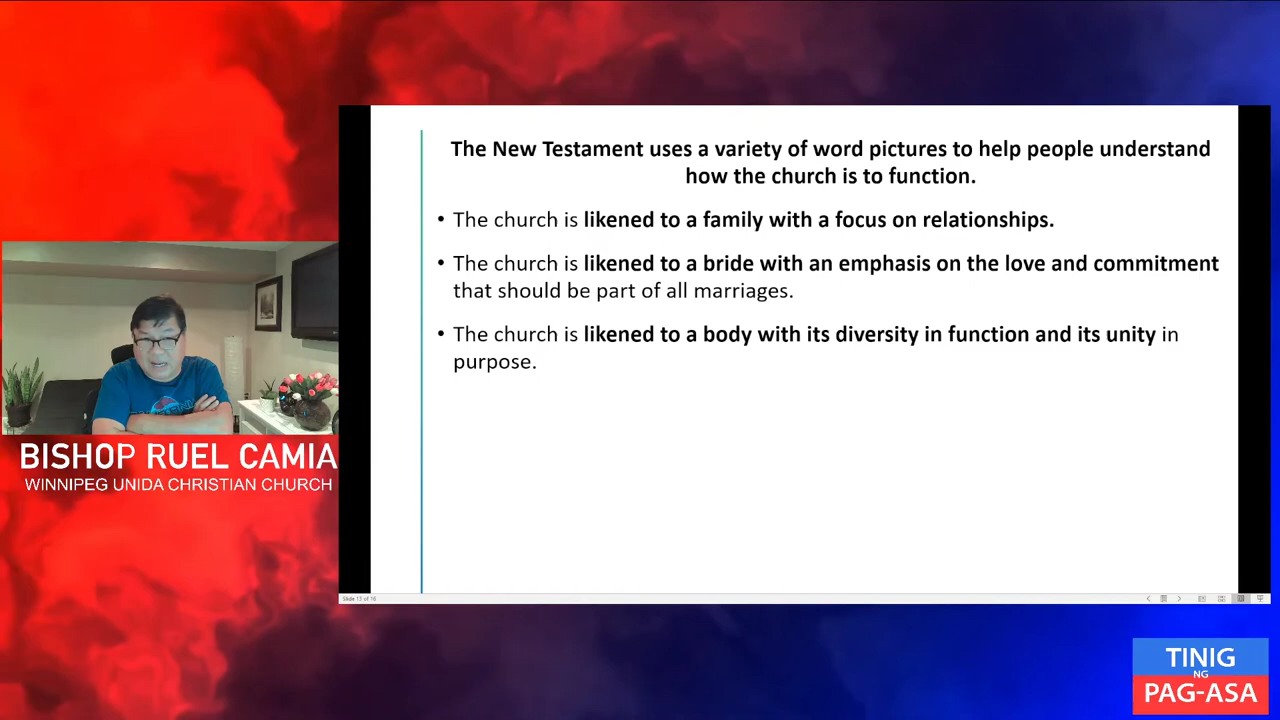 The New Testament uses a variety of word pictures to help people understand
how the church is to function.
• The church is likened to a family with a focus on relationships.
• The church is likened to a bride with an emphasis on the love and commitment
that should be part of all marriages.
• The church is likened to a body with its diversity in function and its unity in
purpose.
BISHOP RUEL CAMIA
WINNIPEG UNIDA CHRISTIAN CHURCH
Slide 13 of 16
TINIG
NG
PAG-ASA